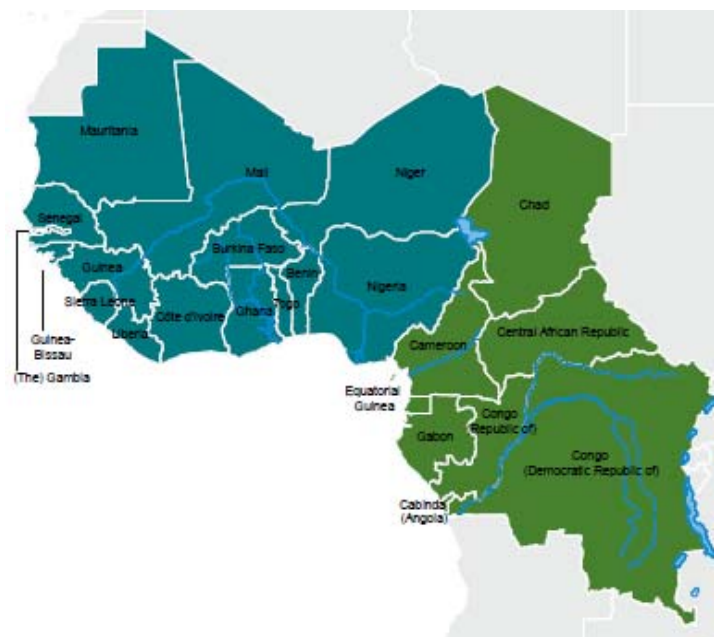 Mauritania
Mali
Niger
Chad
Senegal
Burkina Faso
Guinea
Benin
Nigeria
Sierra Leone
Côte d'Ivoire
Ghana
Togo
Liberia
Central African Republic
Cameroon
Guinea-
Bissau
(The) Gambia
Equatorial
Guinea
Gabon
Congo
Republic of)
Congo
(Democratic Republic of)
Cabinda
(Angola)